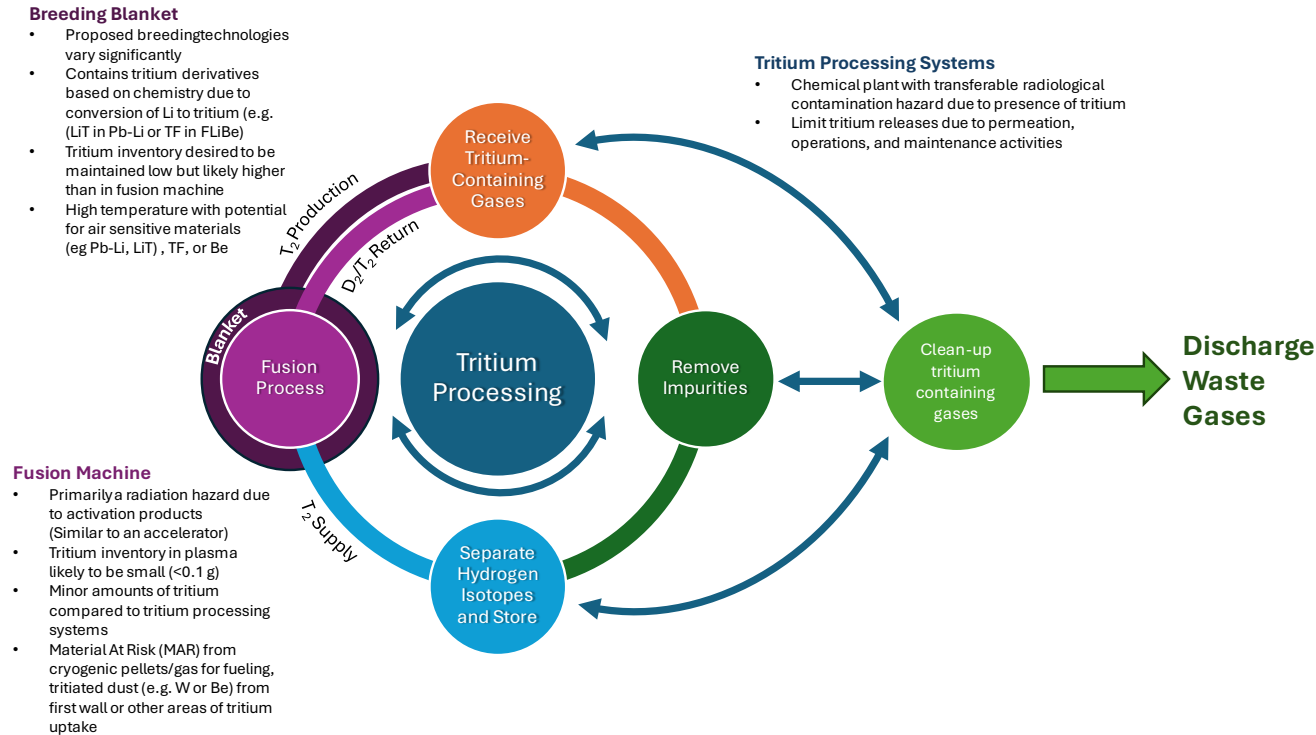 Breeding Blanket
• Proposed breedingtechnologies
vary significantly
• Contains tritium derivatives
based on chemistry due to
conversion of Li to tritium (e.g.
(LiT in Pb-Li or TF in FLiBe)
• Tritium inventory desired to be
maintained low but likely higher
than in fusion machine
• High temperature with potential
for air sensitive materials
(eg Pb-Li, LiT) , TF, or Be
Tritium Processing Systems
• Chemical plant with transferable radiological
contamination hazard due to presence of tritium
• Limit tritium releases due to permeation,
operations, and maintenance activities
Receive
Tritium-
Containing
Gases
T2 Production
D2/T2 Return
Blanket
Fusion
Process
Tritium
Processing
Remove
Impurities
Clean-up
tritium
containing
gases
Discharge
Waste
Gases
T2 Supply
Separate
Hydrogen
Isotopes
and Store
Fusion Machine
• Primarily a radiation hazard due
to activation products
(Similar to an accelerator)
• Tritium inventory in plasma
likely to be small (<0.1 g)
• Minor amounts of tritium
compared to tritium processing
systems
• Material At Risk (MAR) from
cryogenic pellets/gas for fueling,
tritiated dust (e.g. W or Be) from
first wall or other areas of tritium
uptake